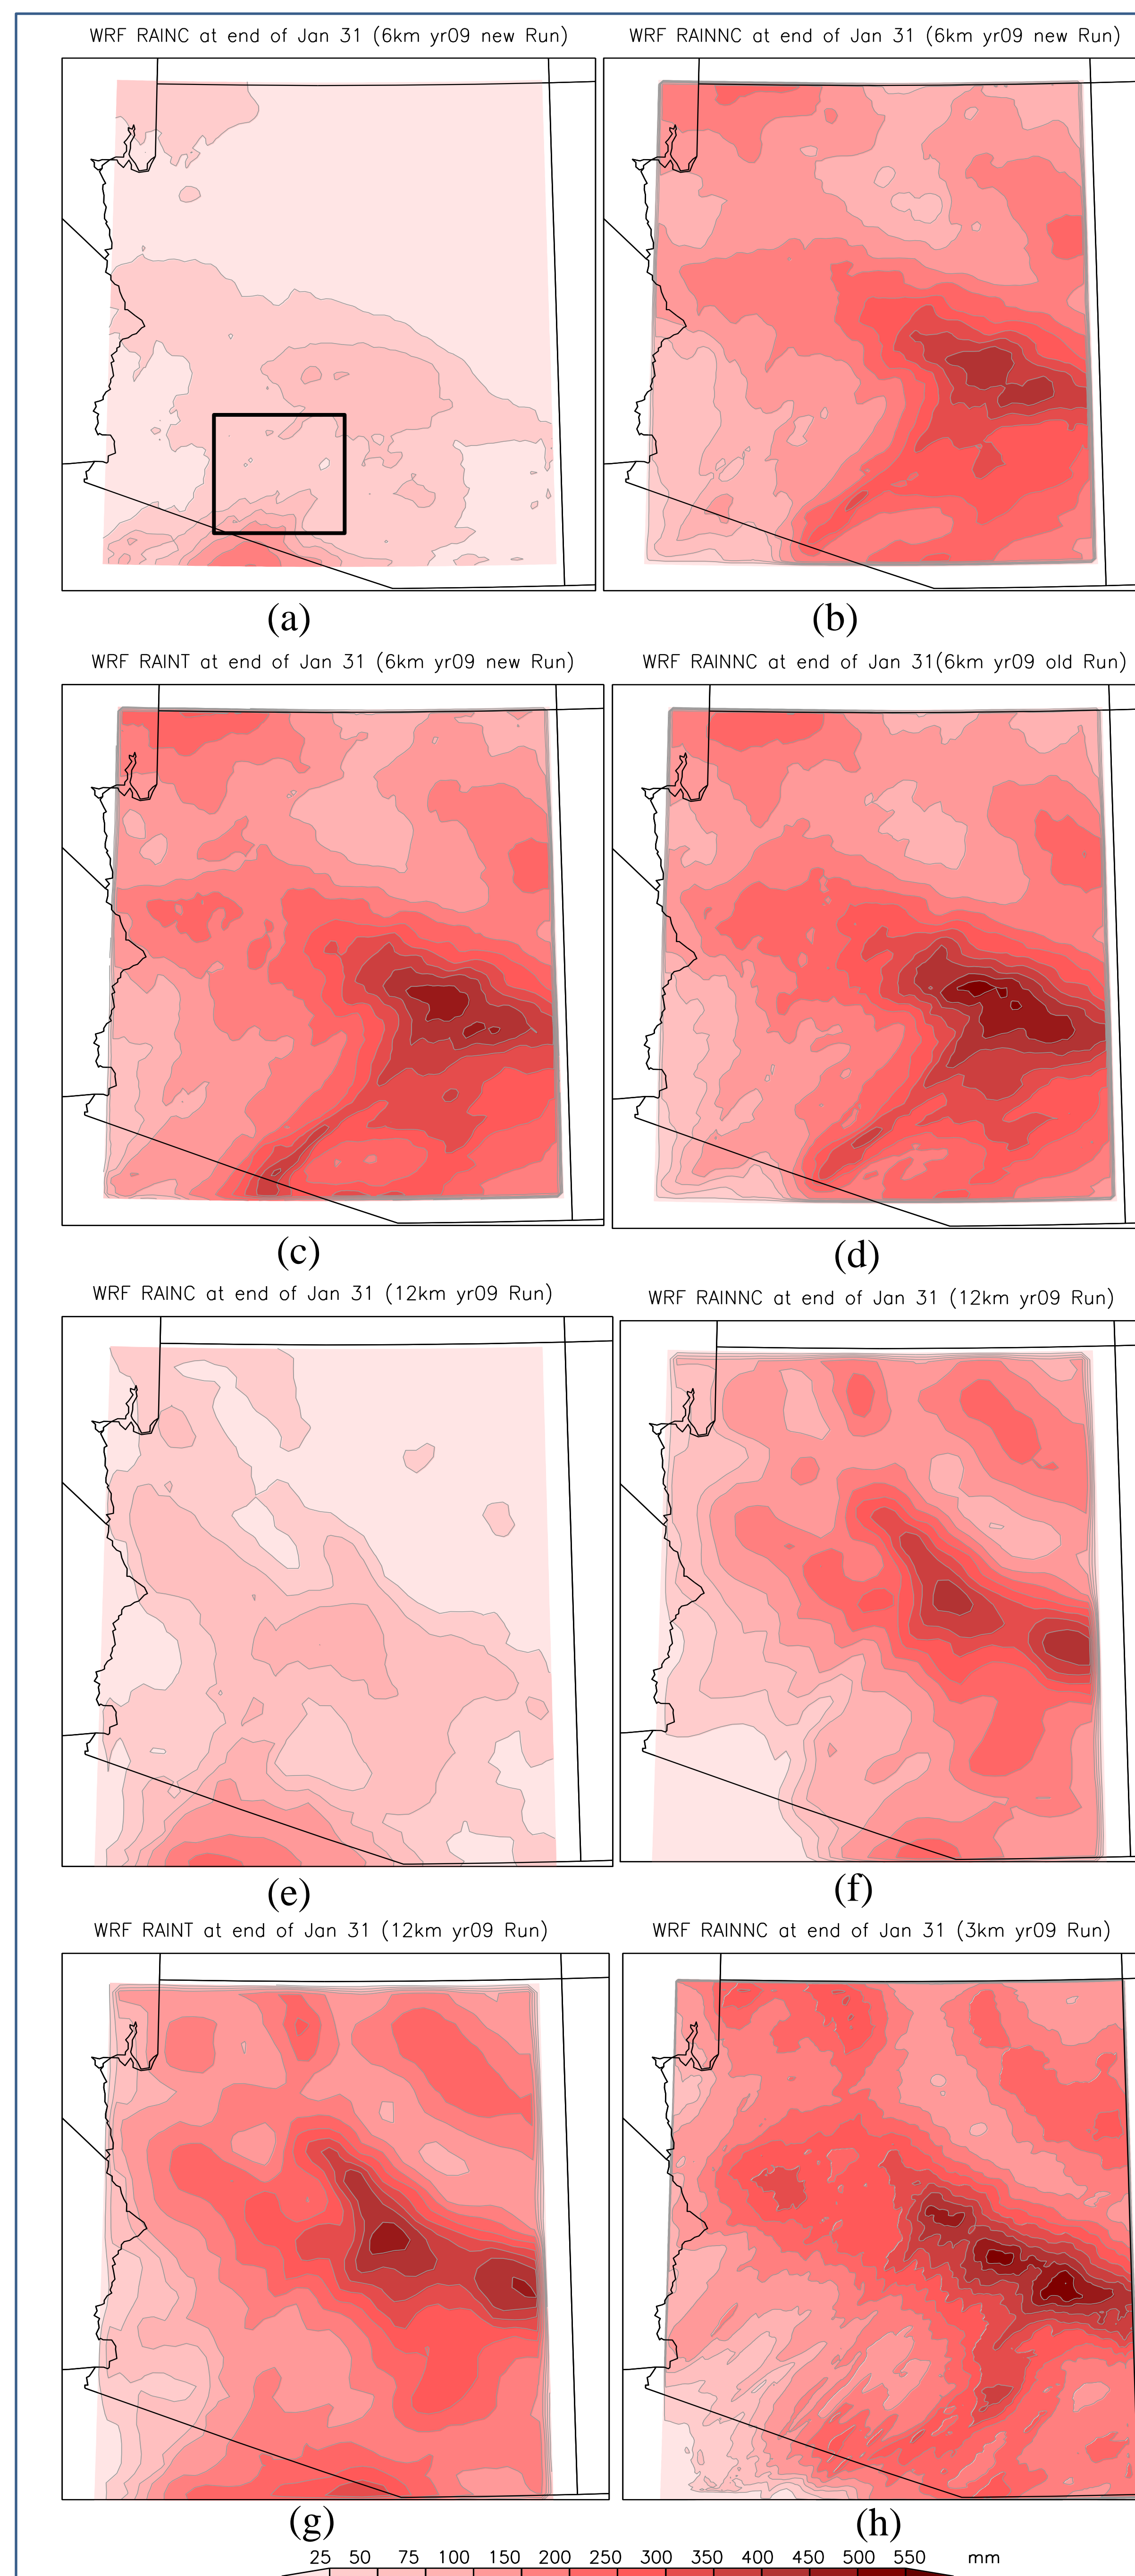 WRF RAINC at end of Jan 31 (6km yr09 new Run)
WRF RAINNC at end of Jan 31 (6km yr09 new Run)
(a)
(b)
WRF RAINT at end of Jan 31 (6km yr09 new Run)
WRF RAINNC at end of Jan 31(6km yr09 old Run)
(c)
(d)
WRF RAINC at end of Jan 31 (12km yr09 Run)
WRF RAINNC at end of Jan 31 (12km yr09 Run)
(e)
(f)
WRF RAINT at end of Jan 31 (12km yr09 Run)
WRF RAINNC at end of Jan 31 (3km yr09 Run)
(g)
(h)
25 50 75 100 150 200 250 300 350 400 450 500 550 mm